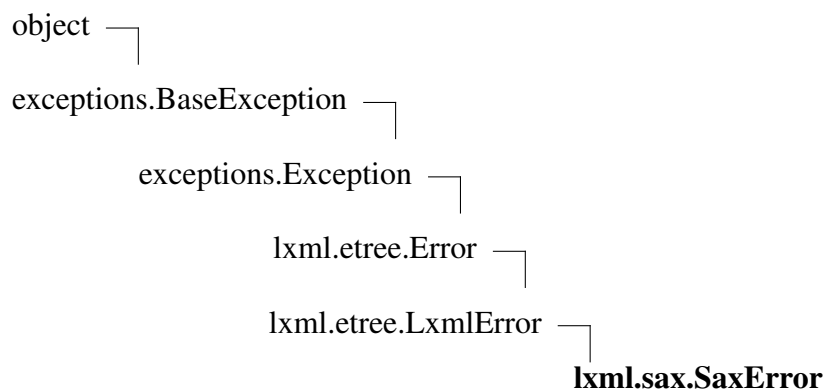 object
exceptions.BaseException
exceptions.Exception
lxml.etree.Error
lxml.etree.LxmlError
lxml.sax.SaxError